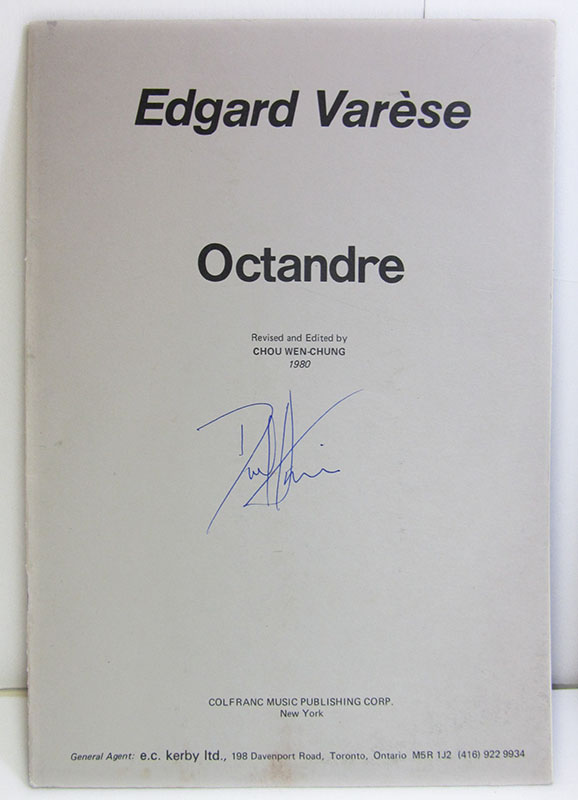 Edgard Varèse
Octandre
Revised and Edited by
CHOU WEN-CHUNG
1980
COLFRANC MUSIC PUBLISHING CORP.
New York
General Agent: e.c. kerby ltd., 198 Davenport Road, Toronto, Ontario M5R 1J2 (416) 922 9934